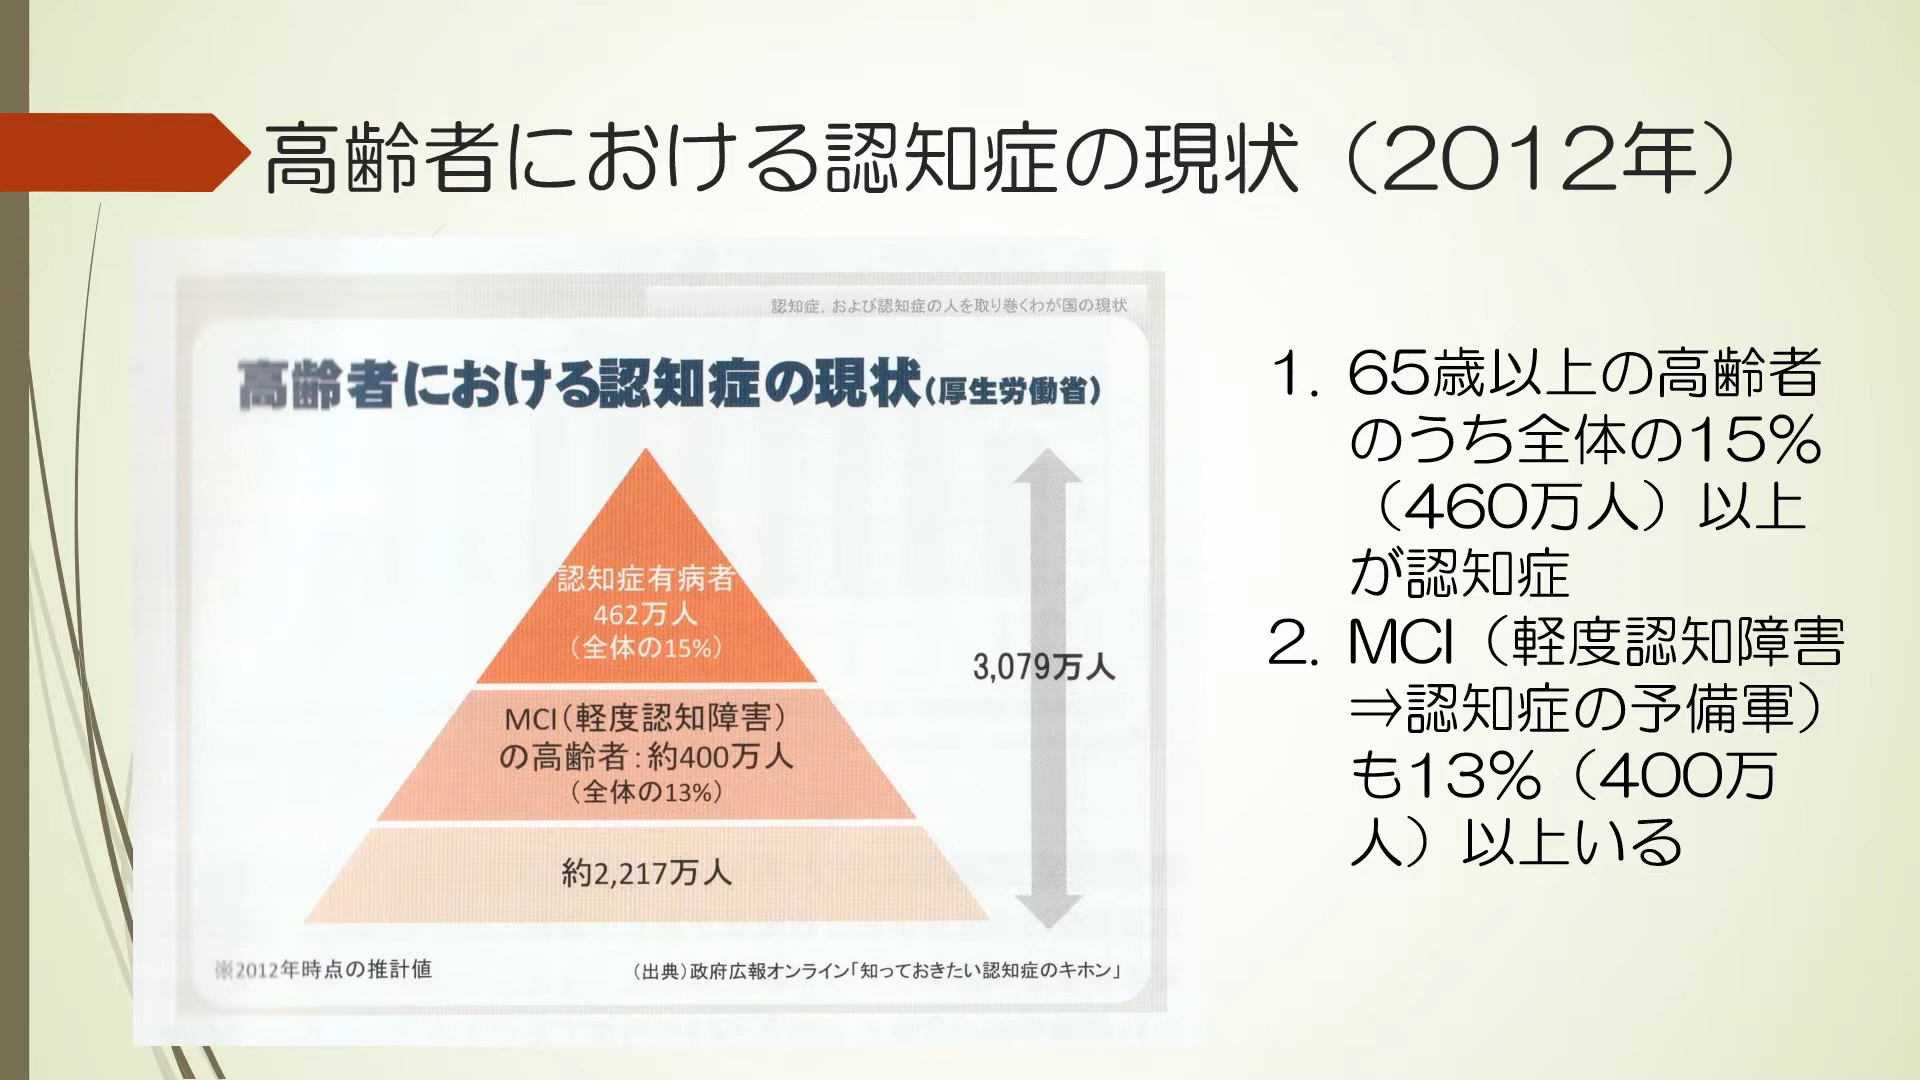 高齢者における認知症の現状（2012年）
認知症，および認知症の人を取り巻くわが国の現状
高齢者における認知症の現状（厚生労働省）
認知症有病者
462万人
（全体の15%）
MCI（軽度認知障害）
の高齢者：約400万人
（全体の13%）
約2,217万人
3,079万人
※2012年時点の推計値
（出典）政府広報オンライン「知っておきたい認知症のキホン」
1. 65歳以上の高齢者
のうち全体の15%
（460万人）以上
が認知症
2. MCI（軽度認知障害
⇒認知症の予備軍）
も13%（400万
人）以上いる